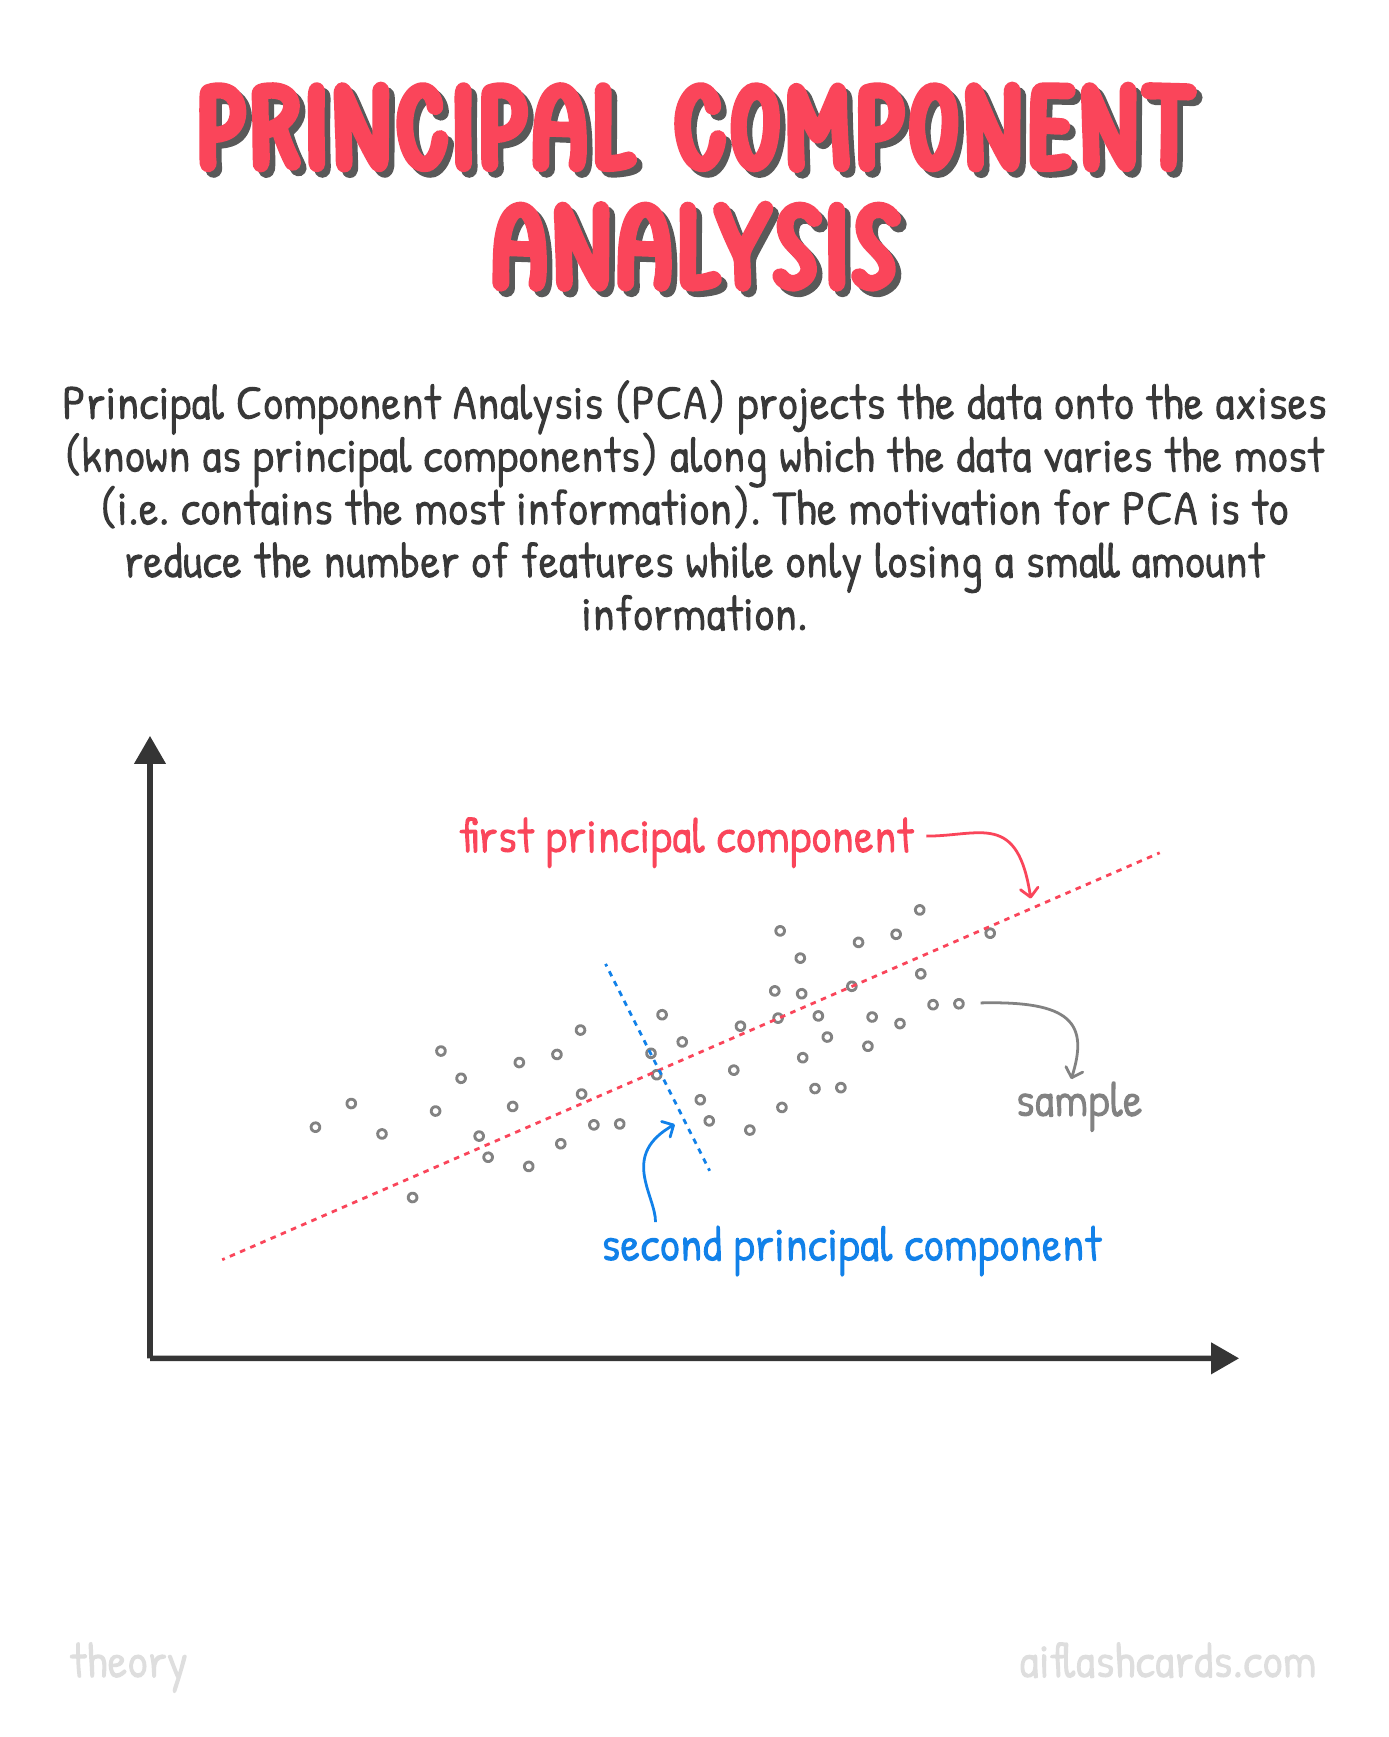 PRINCIPAL COMPONENT
ANALYSIS
Principal Component Analysis (PCA) projects the data onto the axises
(known as principal components) along which the data varies the most
(i.e. contains the most information). The motivation for PCA is to
reduce the number of features while only losing a small amount
information.
first principal component
sample
second principal component
theory
aiflashcards.com